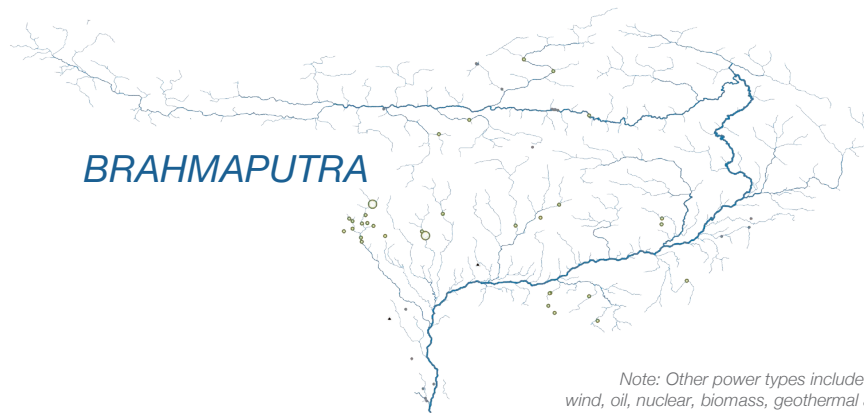 BRAHMAPUTRA
Note: Other power types include
wind, oil, nuclear, biomass, geothermal